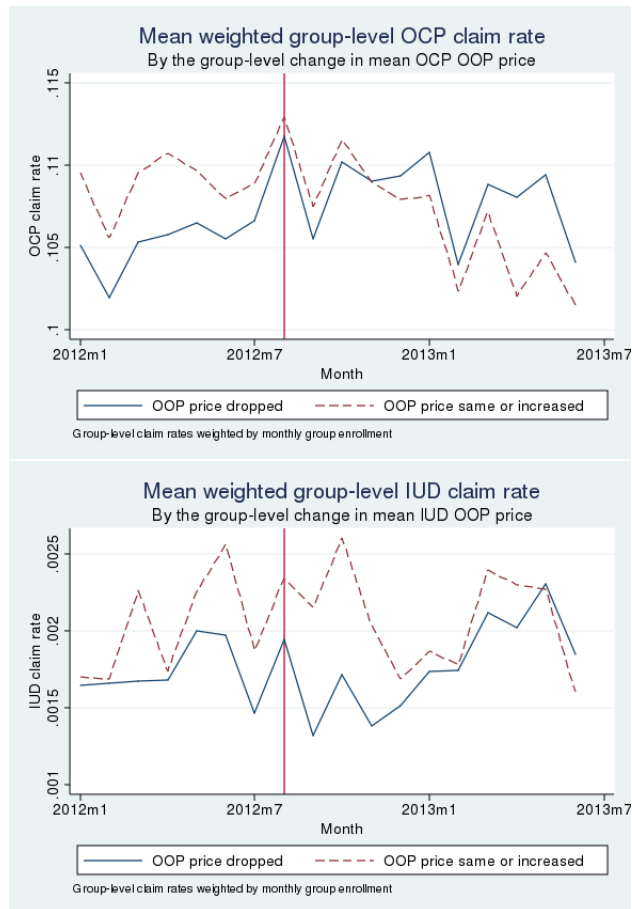 Mean weighted group-level OCP claim rate
By the group-level change in mean OCP OOP price
.115
.11
.105
.1
OCP claim rate
2012m1 2012m7 2013m1 2013m7
Month
OOP price dropped OOP price same or increased
Group-level claim rates weighted by monthly group enrollment
Mean weighted group-level IUD claim rate
By the group-level change in mean IUD OOP price
.0025
.002
.0015
.001
IUD claim rate
2012m1 2012m7 2013m1 2013m7
Month
OOP price dropped OOP price same or increased
Group-level claim rates weighted by monthly group enrollment